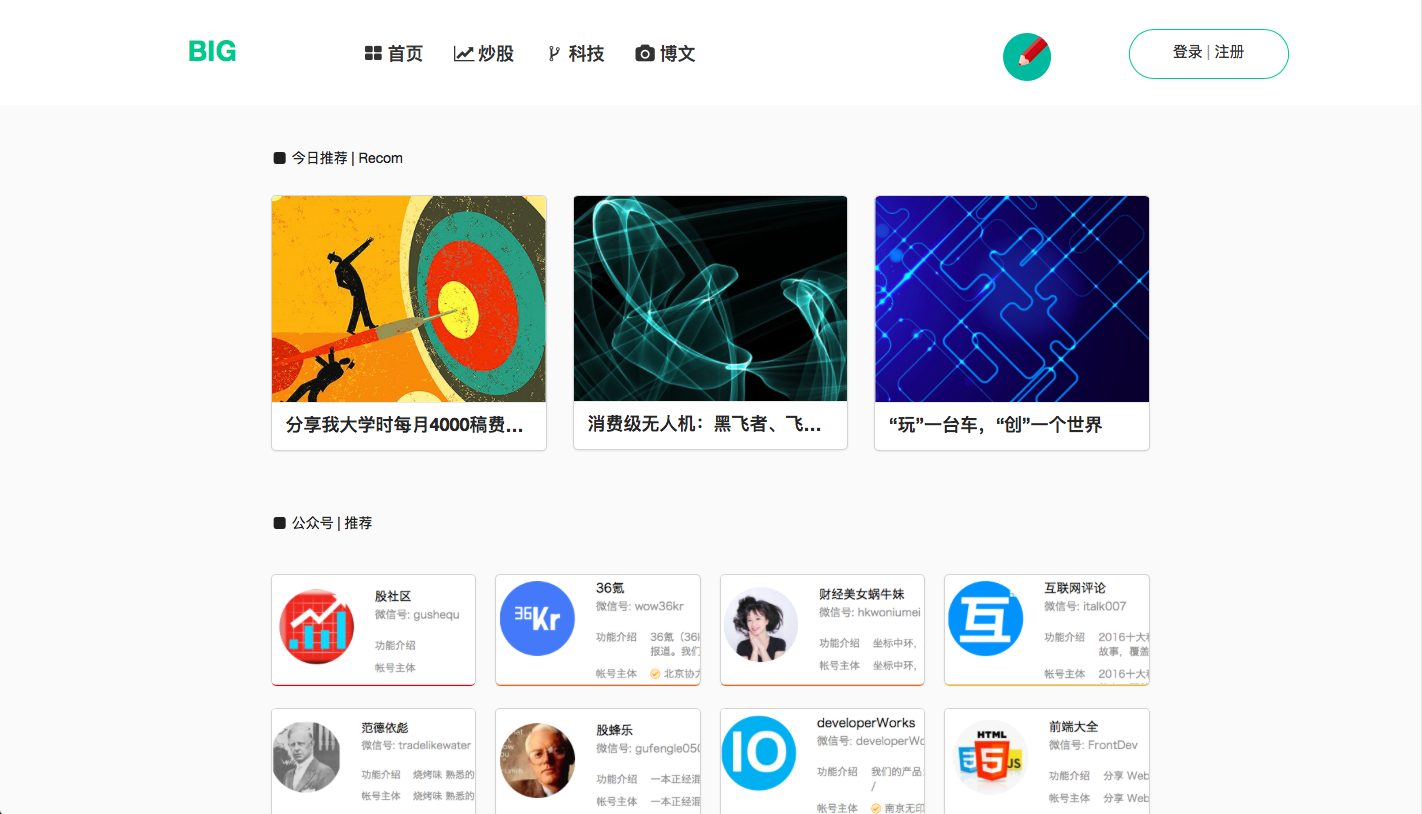 BIG
首页
炒股
科技
博文
登录 | 注册
今日推荐 | Recom
分享我大学时每月4000稿费...
消费级无人机：黑飞者、飞...
“玩”一台车，“创”一个世界
公众号 | 推荐
股社区
微信号: gushequ
功能介绍
帐号主体
36氪
微信号: wow36kr
功能介绍 36氪（36
报道。我们
帐号主体 北京协力
财经美女蜗牛妹
微信号: hkwoniumei
功能介绍 坐标中环,
帐号主体 坐标中环,
互联网评论
微信号: italk007
功能介绍 2016十大
故事，覆盖
帐号主体 2016十大
36Kr
互
范德依彪
微信号: tradelikewater
功能介绍 烧烤味 熟悉的
帐号主体 烧烤味 熟悉的
股蜂乐
微信号: gufengle050
功能介绍 一本正经混
帐号主体 一本正经混
developerWorks
微信号: developerWo
功能介绍 我们的产品
/
帐号主体 南京无印
前端大全
微信号: FrontDev
功能介绍 分享 Web
帐号主体 分享 Web
IO
HTML
5
JS